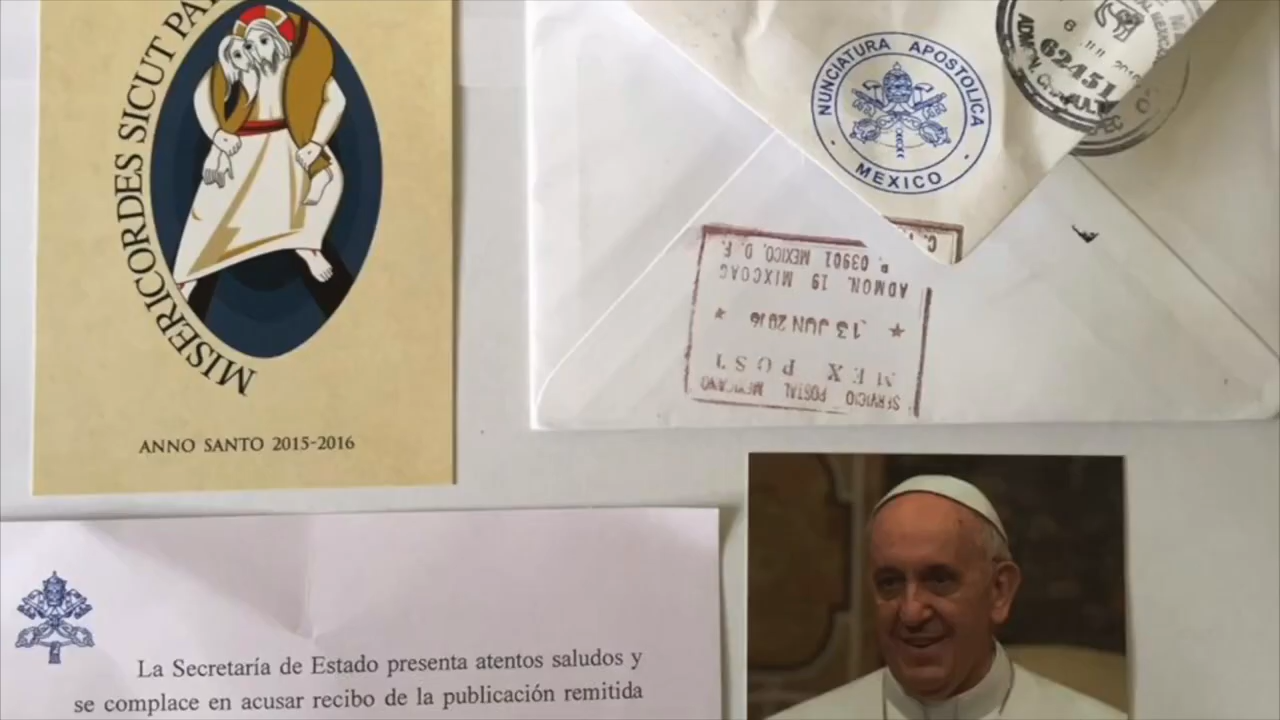 MISERICORDES SICUT PA
ANNO SANTO 2015-2016
NUNCIATURA APOSTOLICA
· MEXICO ·
6 JUN
62451
SERVICIO POSTAL MEXICANO
MEX POST
★ 13 JUN 2016 ★
ADMON. 19 MIXCOAC
P. 03901 MEXICO, D. F.
La Secretaría de Estado presenta atentos saludos y
se complace en acusar recibo de la publicación remitida